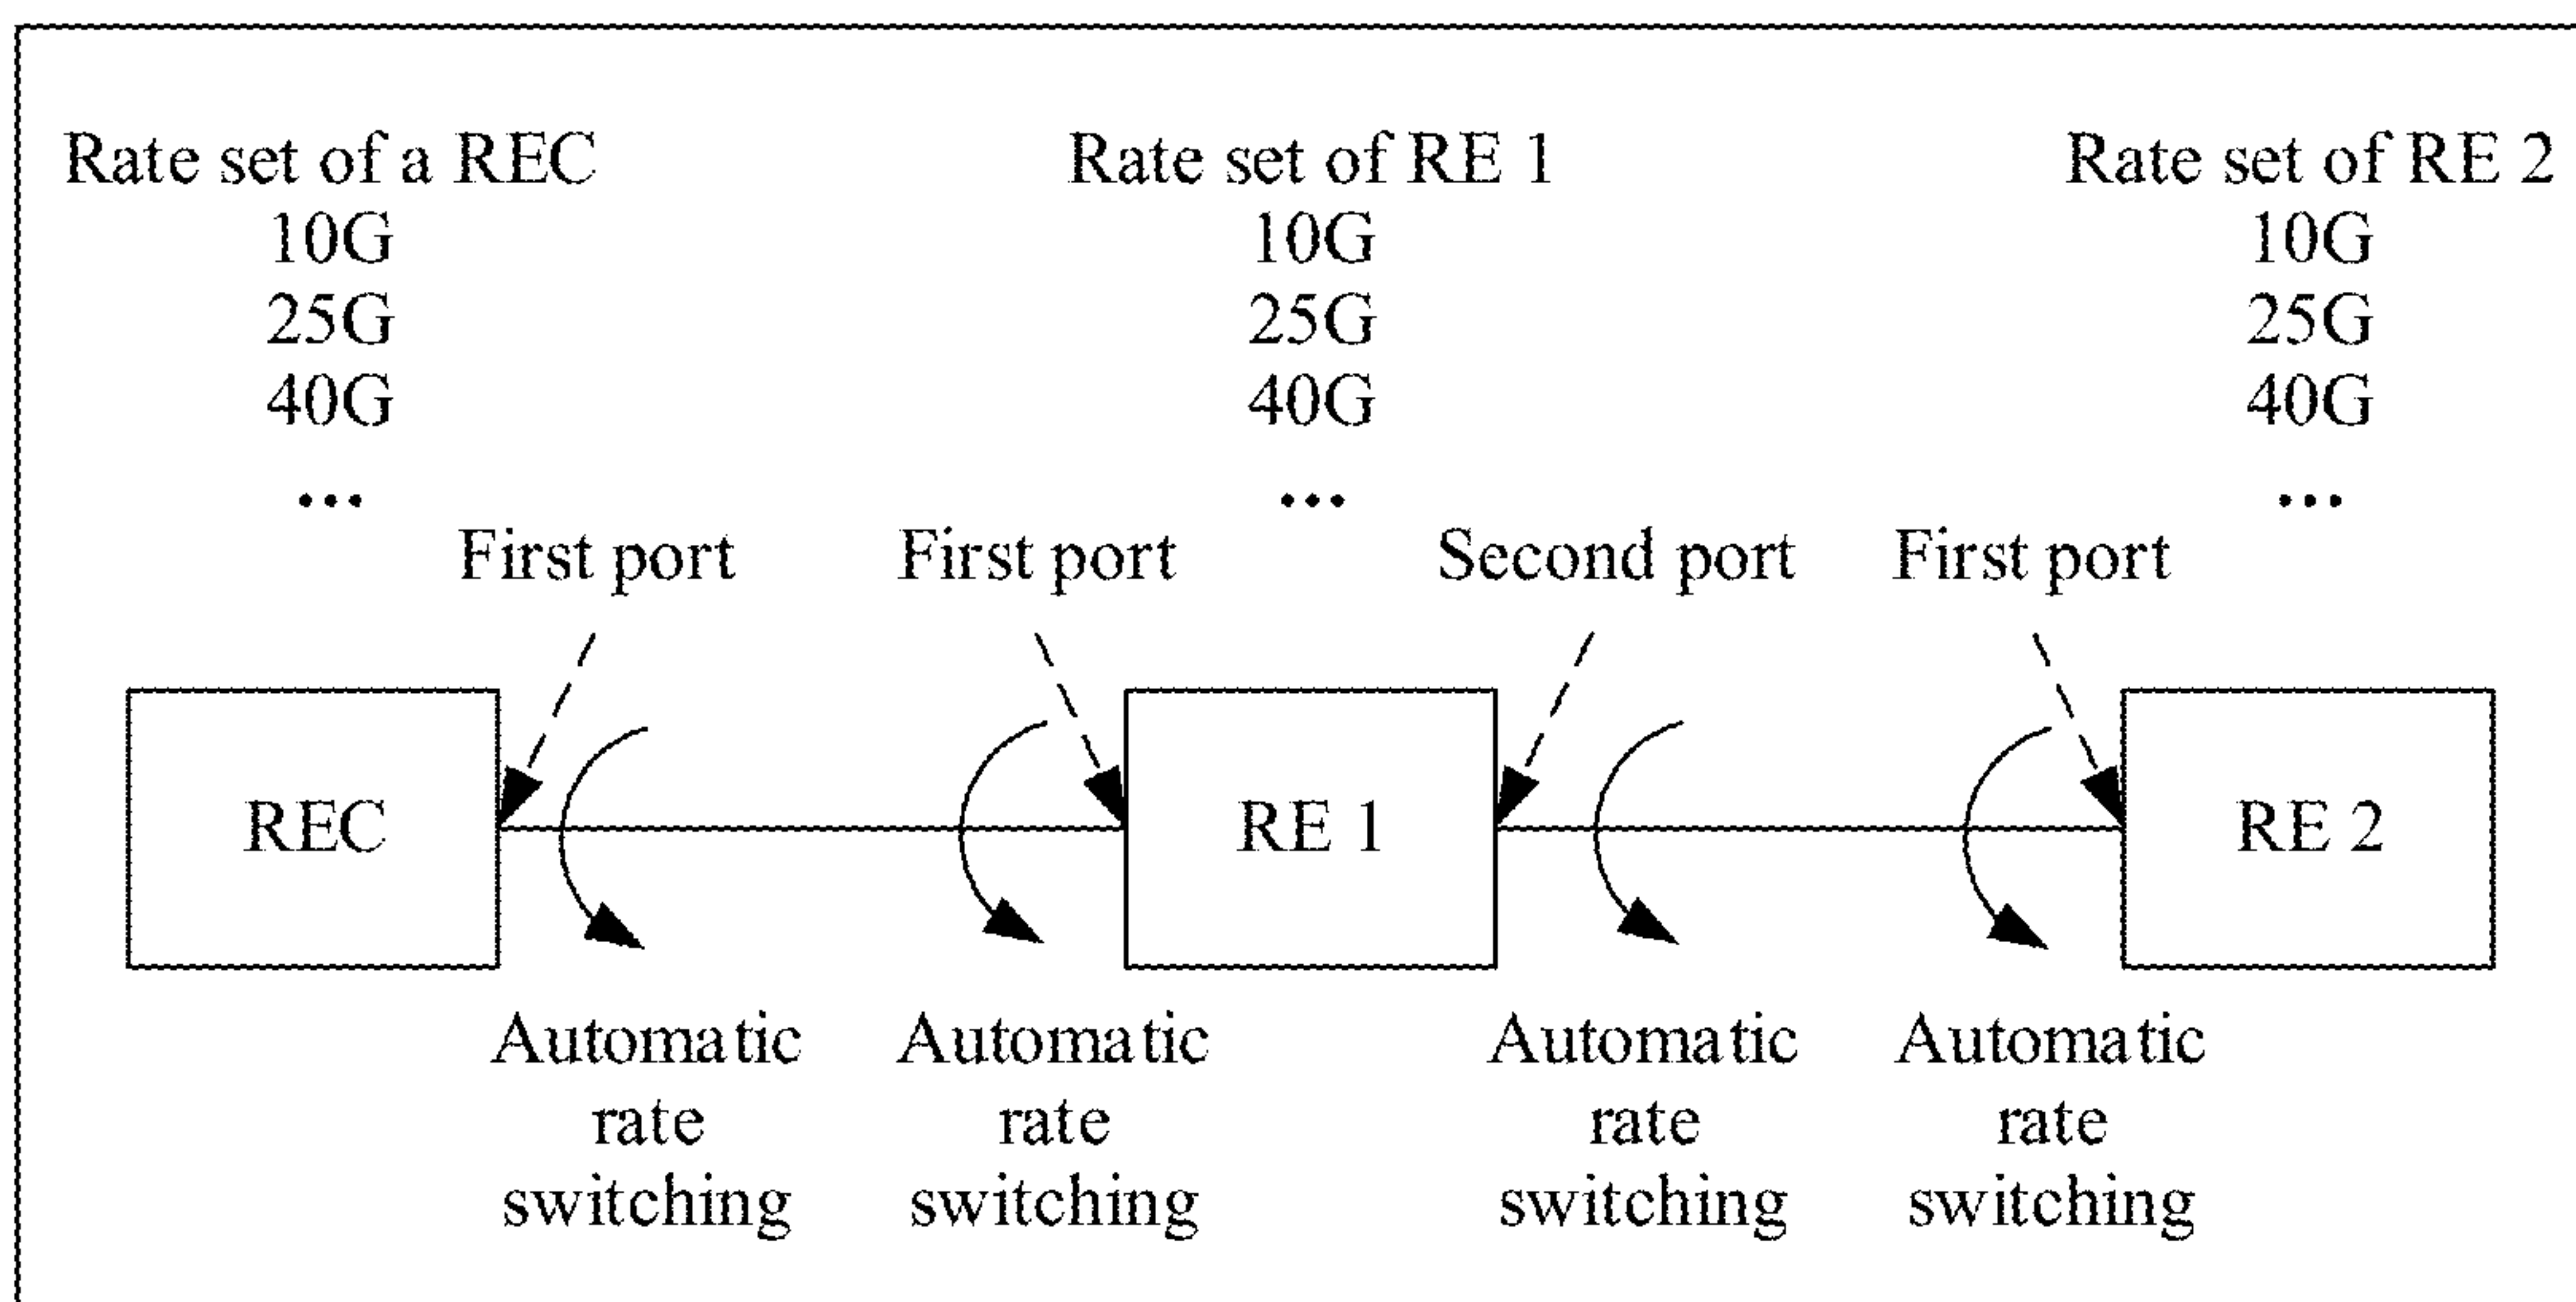 Rate set of a REC
10G
25G
40G
...
Rate set of RE 1
10G
25G
40G
...
Rate set of RE 2
10G
25G
40G
...
First port
First port
Second port
First port
REC
RE 1
RE 2
Automatic
rate
switching
Automatic
rate
switching
Automatic
rate
switching
Automatic
rate
switching